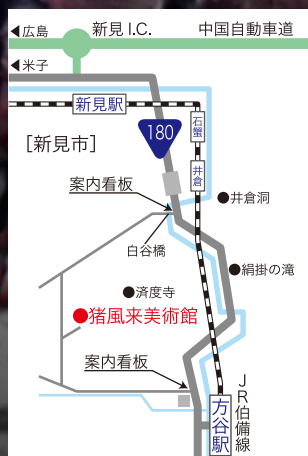 ◀広島
新見 I.C.
中国自動車道
◀米子
新見駅
石蟹
[新見市]
180
井倉
案内看板
井倉洞
白谷橋
絹掛の滝
済度寺
猪風来美術館
案内看板
JR伯備線
方谷駅